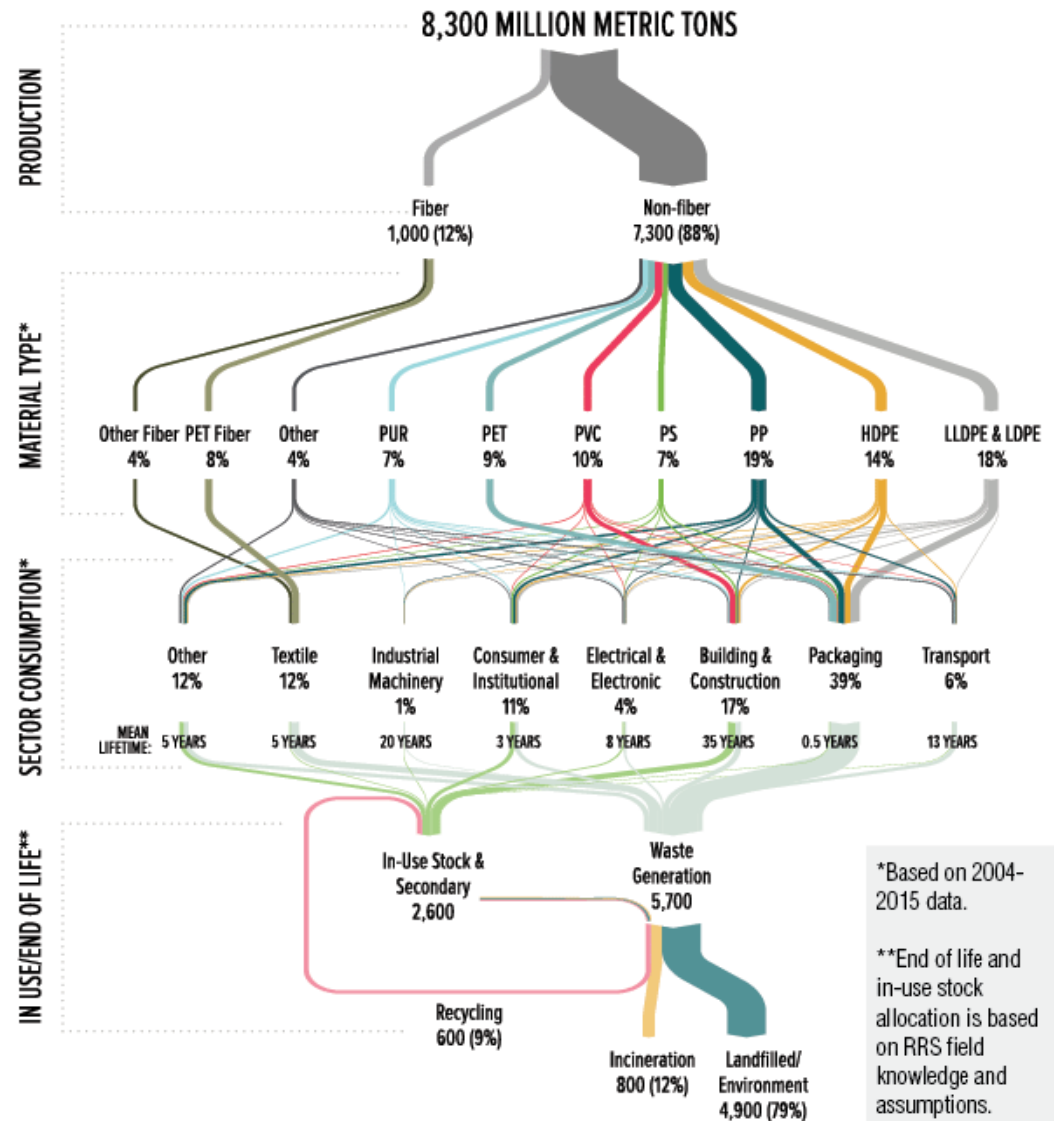 8,300 MILLION METRIC TONS
PRODUCTION
Fiber
1,000 (12%)
Non-fiber
7,300 (88%)
MATERIAL TYPE*
Other Fiber
4%
PET Fiber
8%
Other
4%
PUR
7%
PET
9%
PVC
10%
PS
7%
PP
19%
HDPE
14%
LLDPE & LDPE
18%
SECTOR CONSUMPTION*
Other
12%
Textile
12%
Industrial
Machinery
1%
Consumer &
Institutional
11%
Electrical &
Electronic
4%
Building &
Construction
17%
Packaging
39%
Transport
6%
MEAN
LIFETIME:
5 YEARS
5 YEARS
20 YEARS
3 YEARS
8 YEARS
35 YEARS
0.5 YEARS
13 YEARS
IN USE/END OF LIFE**
In-Use Stock &
Secondary
2,600
Waste
Generation
5,700
Recycling
600 (9%)
Incineration
800 (12%)
Landfilled/
Environment
4,900 (79%)
*Based on 2004-
2015 data.
**End of life and
in-use stock
allocation is based
on RRS field
knowledge and
assumptions.